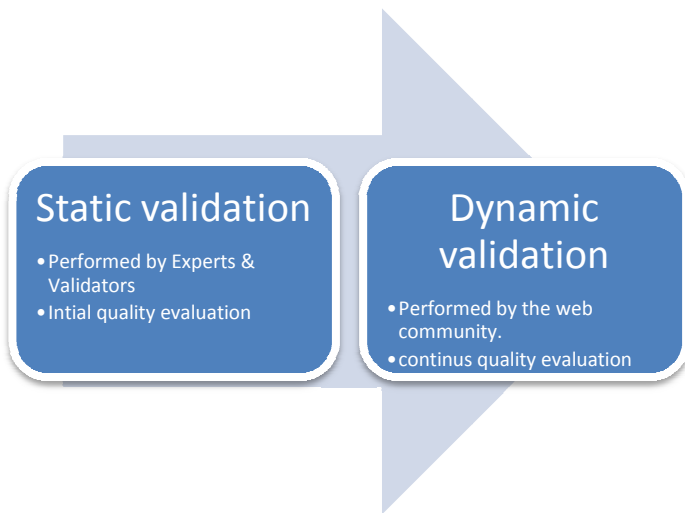 Static validation
•Performed by Experts &
Validators
•Intial quality evaluation
Dynamic
validation
•Performed by the web
community.
•continus quality evaluation